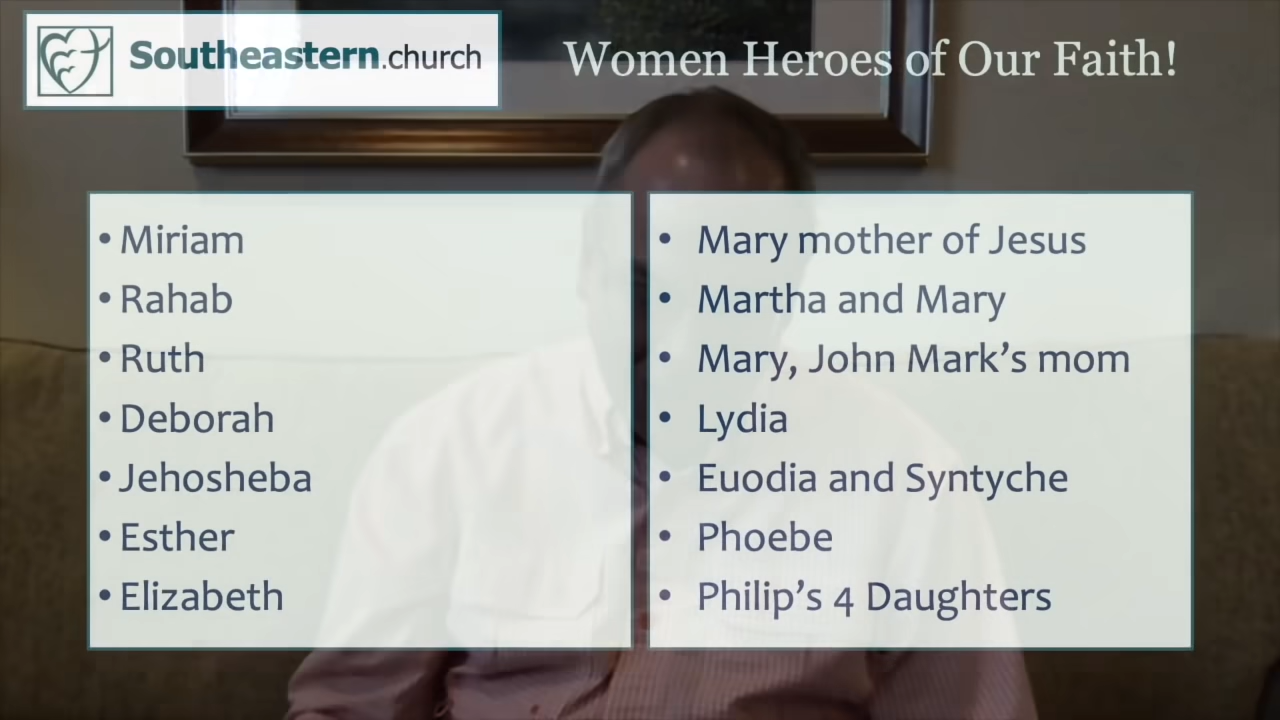 Southeastern.church
Women Heroes of Our Faith!
• Miriam
• Rahab
• Ruth
• Deborah
• Jehosheba
• Esther
• Elizabeth
• Mary mother of Jesus
• Martha and Mary
• Mary, John Mark’s mom
• Lydia
• Euodia and Syntyche
• Phoebe
• Philip’s 4 Daughters